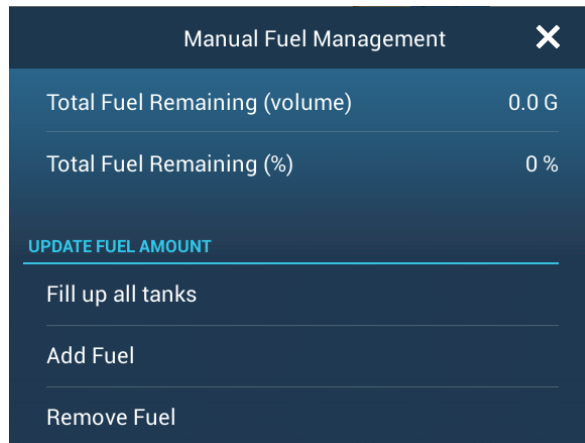 Manual Fuel Management
Total Fuel Remaining (volume) 0.0 G
Total Fuel Remaining (%) 0 %
UPDATE FUEL AMOUNT
Fill up all tanks
Add Fuel
Remove Fuel